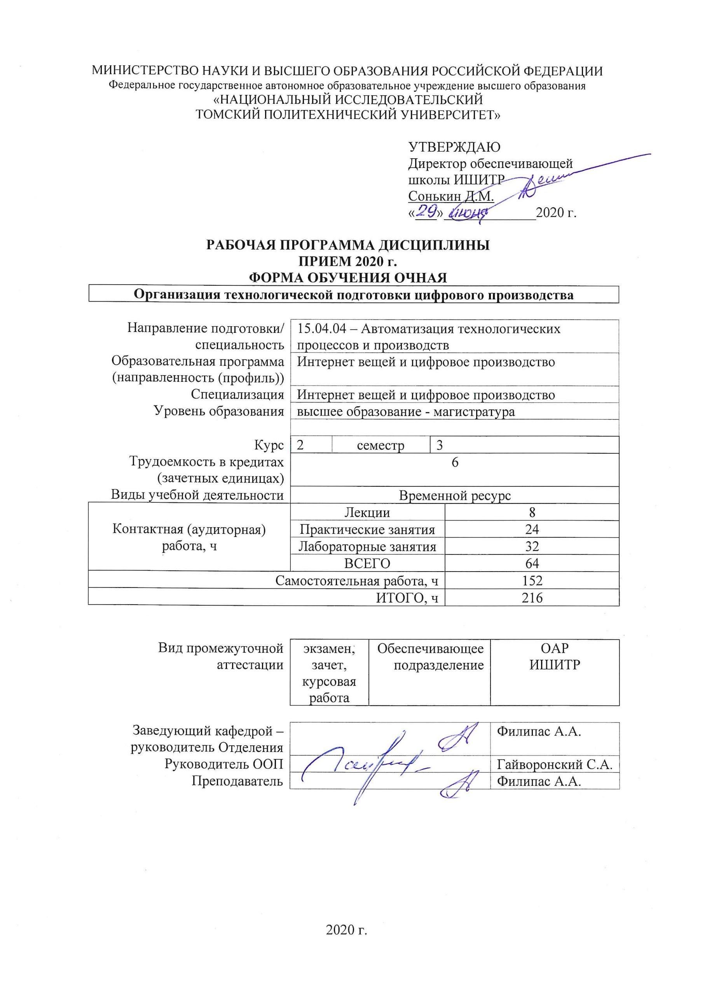 МИНИСТЕРСТВО НАУКИ И ВЫСШЕГО ОБРАЗОВАНИЯ РОССИЙСКОЙ ФЕДЕРАЦИИ
Федеральное государственное автономное образовательное учреждение высшего образования
«НАЦИОНАЛЬНЫЙ ИССЛЕДОВАТЕЛЬСКИЙ
ТОМСКИЙ ПОЛИТЕХНИЧЕСКИЙ УНИВЕРСИТЕТ»
УТВЕРЖДАЮ
Директор обеспечивающей
школы ИШИТР
Сонькин Д.М.
«29» июня 2020 г.
РАБОЧАЯ ПРОГРАММА ДИСЦИПЛИНЫ
ПРИЕМ 2020 г.
ФОРМА ОБУЧЕНИЯ ОЧНАЯ
Организация технологической подготовки цифрового производства
Направление подготовки/ 15.04.04 – Автоматизация технологических
специальность процессов и производств
Образовательная программа Интернет вещей и цифровое производство
(направленность (профиль))
Специализация Интернет вещей и цифровое производство
Уровень образования высшее образование - магистратура
Курс 2 семестр 3
Трудоемкость в кредитах 6
(зачетных единицах)
Виды учебной деятельности Временной ресурс
Лекции 8
Контактная (аудиторная) Практические занятия 24
работа, ч Лабораторные занятия 32
ВСЕГО 64
Самостоятельная работа, ч 152
ИТОГО, ч 216
Вид промежуточной экзамен, Обеспечивающее ОАР
аттестации зачет, подразделение ИШИТР
курсовая
работа
Заведующий кафедрой – Филипас А.А.
руководитель Отделения
Руководитель ООП Гайворонский С.А.
Преподаватель Филипас А.А.
2020 г.